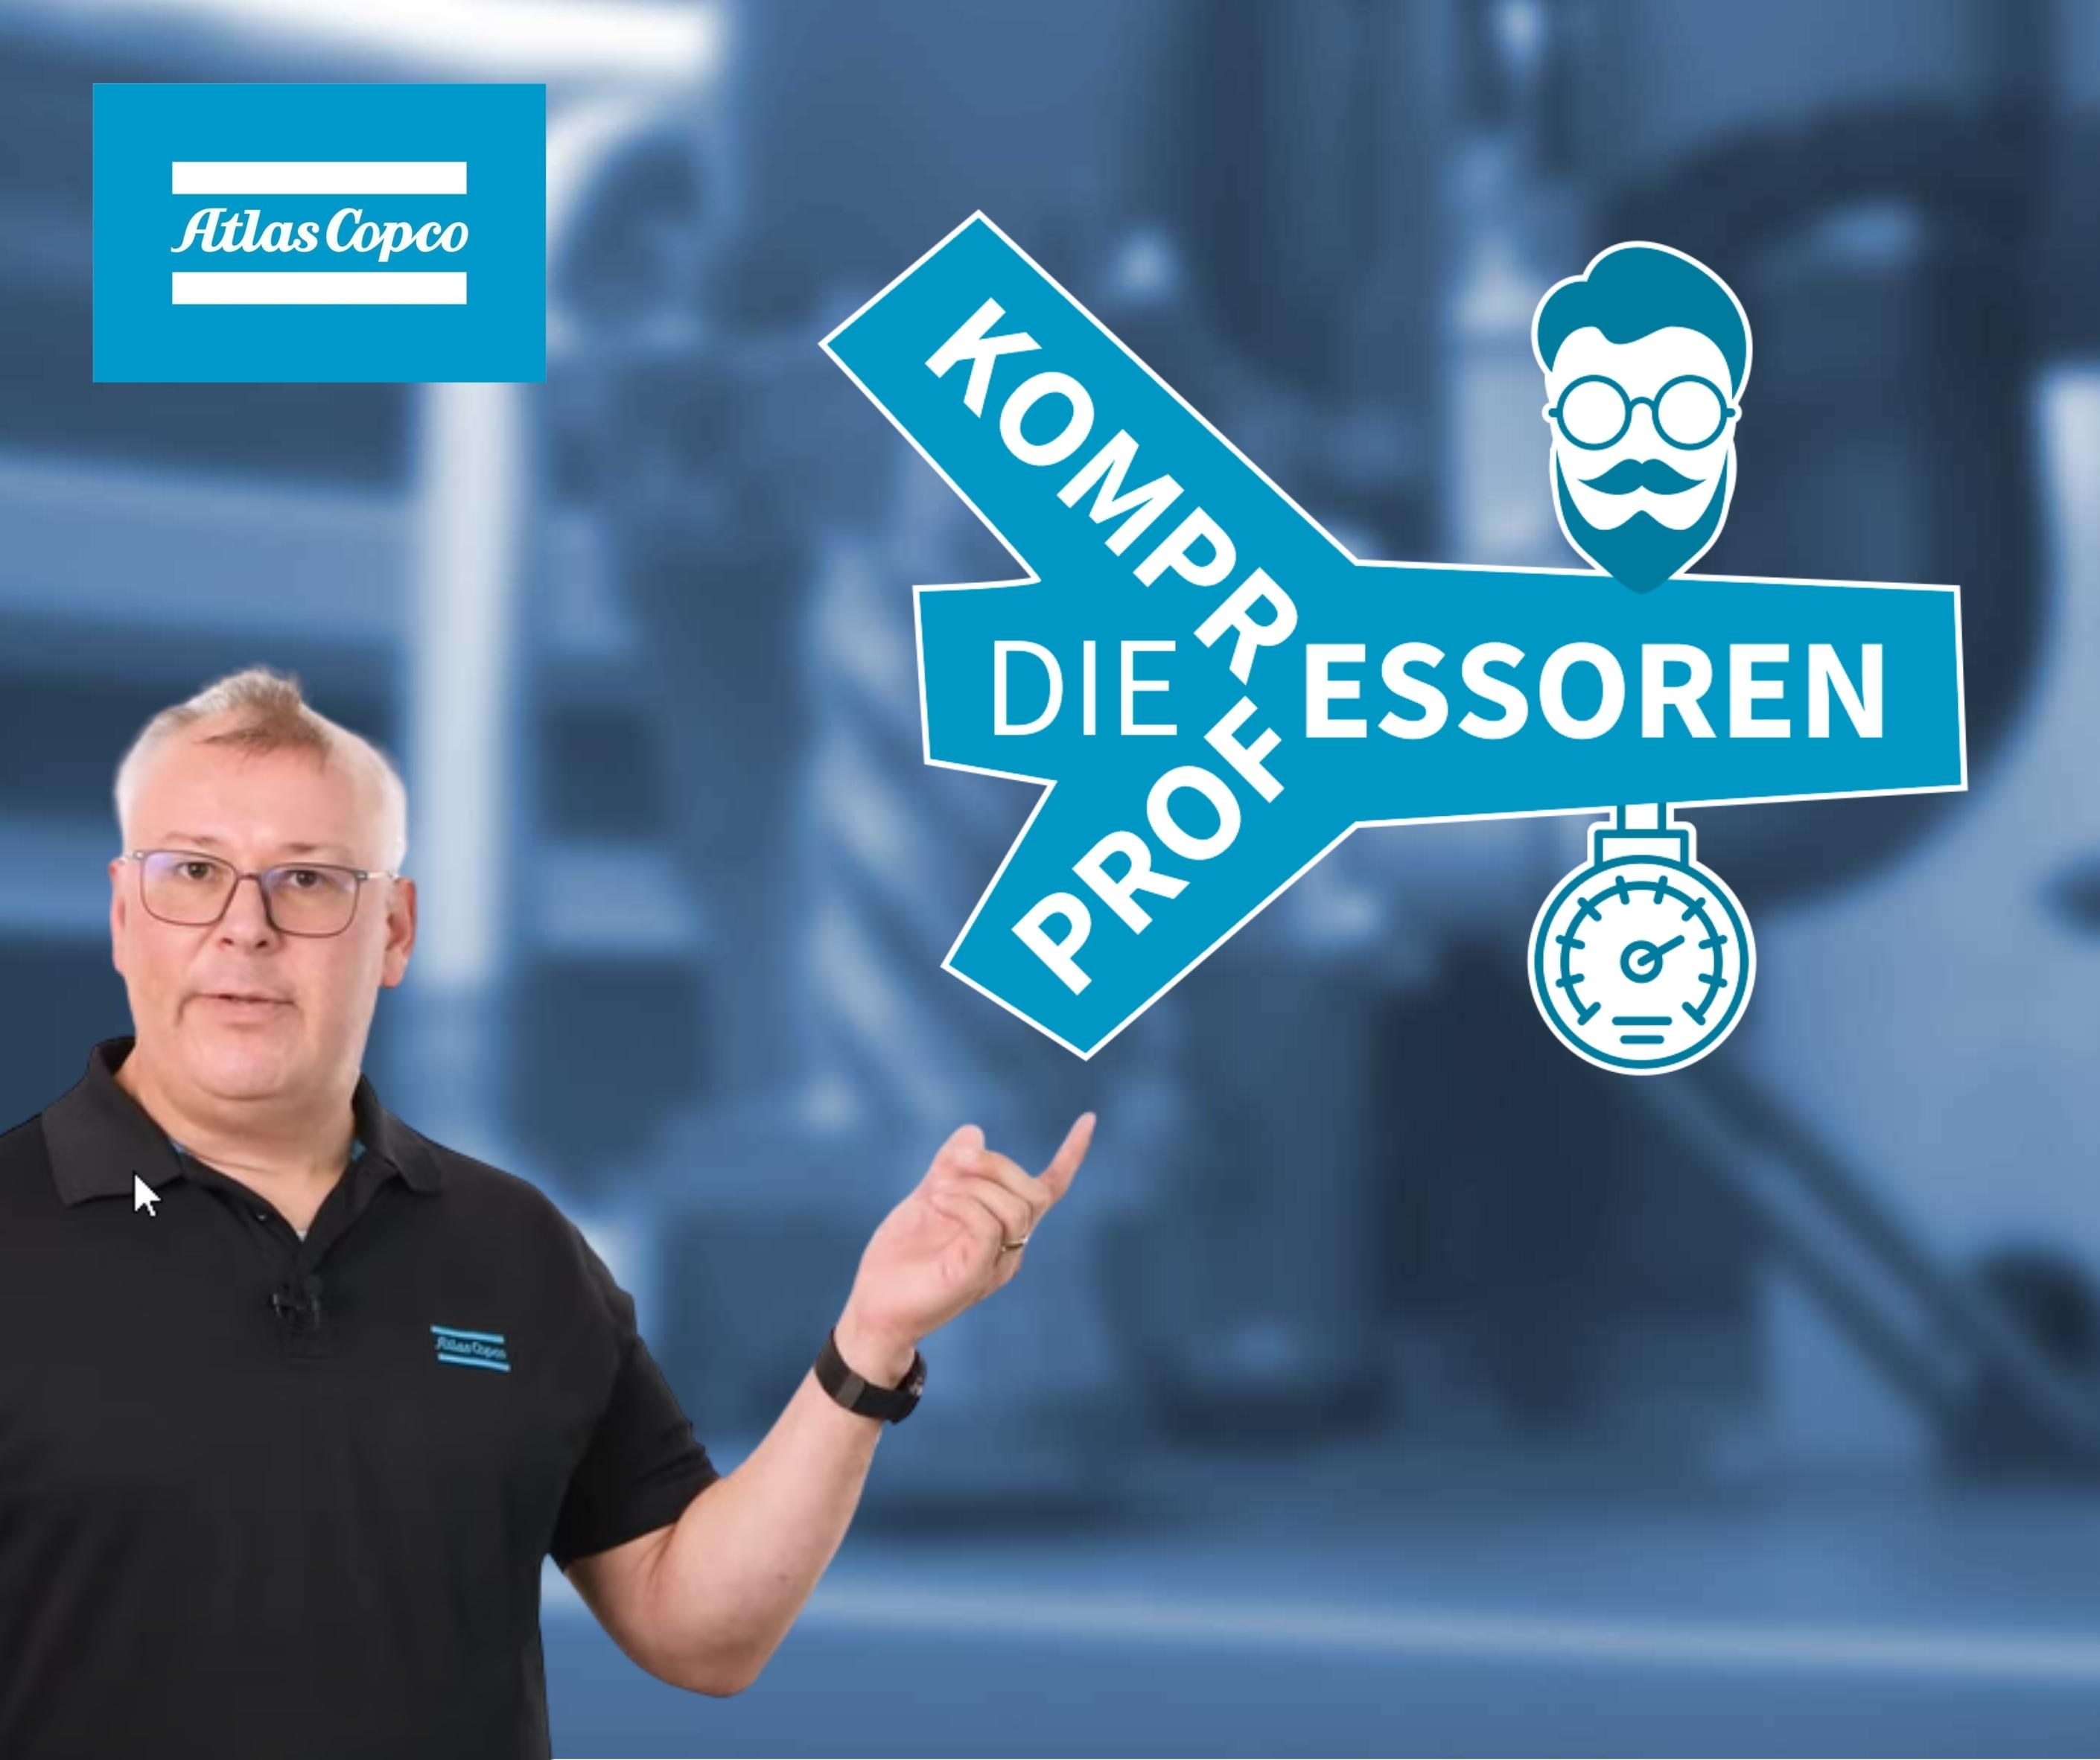 Atlas Copco
KOMPR
DIE ESSOREN
PROF
Atlas Copco